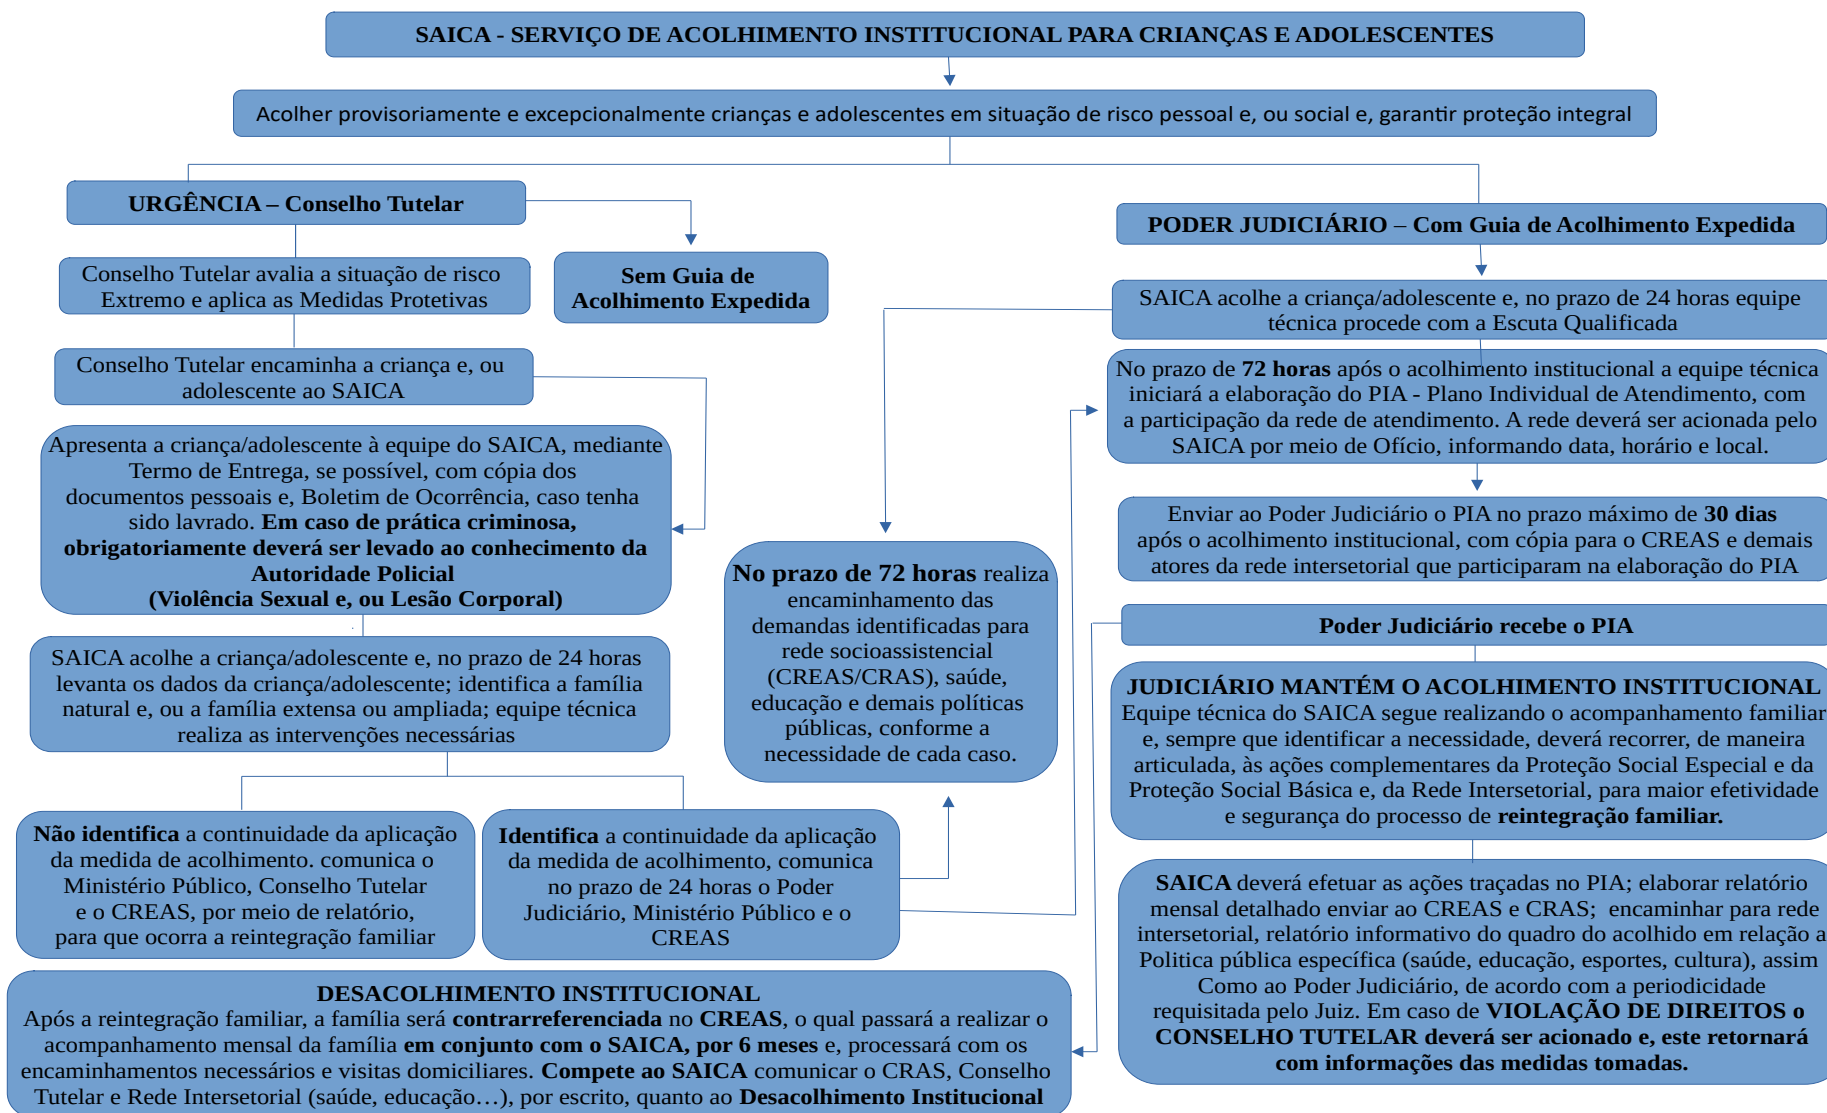 SAICA - SERVIÇO DE ACOLHIMENTO INSTITUCIONAL PARA CRIANÇAS E ADOLESCENTES
Acolher provisoriamente e excepcionalmente crianças e adolescentes em situação de risco pessoal e, ou social e, garantir proteção integral
URGÊNCIA – Conselho Tutelar
Conselho Tutelar avalia a situação de risco
Extremo e aplica as Medidas Protetivas
Sem Guia de
Acolhimento Expedida
Conselho Tutelar encaminha a criança e, ou
adolescente ao SAICA
Apresenta a criança/adolescente à equipe do SAICA, mediante
Termo de Entrega, se possível, com cópia dos
documentos pessoais e, Boletim de Ocorrência, caso tenha
sido lavrado. Em caso de prática criminosa,
obrigatoriamente deverá ser levado ao conhecimento da
Autoridade Policial
(Violência Sexual e, ou Lesão Corporal)
SAICA acolhe a criança/adolescente e, no prazo de 24 horas
levanta os dados da criança/adolescente; identifica a família
natural e, ou a família extensa ou ampliada; equipe técnica
realiza as intervenções necessárias
Não identifica a continuidade da aplicação
da medida de acolhimento. comunica o
Ministério Público, Conselho Tutelar
e o CREAS, por meio de relatório,
para que ocorra a reintegração familiar
Identifica a continuidade da aplicação
da medida de acolhimento, comunica
no prazo de 24 horas o Poder
Judiciário, Ministério Público e o
CREAS
No prazo de 72 horas realiza
encaminhamento das
demandas identificadas para
rede socioassistencial
(CREAS/CRAS), saúde,
educação e demais políticas
públicas, conforme a
necessidade de cada caso.
PODER JUDICIÁRIO – Com Guia de Acolhimento Expedida
SAICA acolhe a criança/adolescente e, no prazo de 24 horas equipe
técnica procede com a Escuta Qualificada
No prazo de 72 horas após o acolhimento institucional a equipe técnica
iniciará a elaboração do PIA - Plano Individual de Atendimento, com
a participação da rede de atendimento. A rede deverá ser acionada pelo
SAICA por meio de Ofício, informando data, horário e local.
Enviar ao Poder Judiciário o PIA no prazo máximo de 30 dias
após o acolhimento institucional, com cópia para o CREAS e demais
atores da rede intersetorial que participaram na elaboração do PIA
Poder Judiciário recebe o PIA
JUDICIÁRIO MANTÉM O ACOLHIMENTO INSTITUCIONAL
Equipe técnica do SAICA segue realizando o acompanhamento familiar
e, sempre que identificar a necessidade, deverá recorrer, de maneira
articulada, às ações complementares da Proteção Social Especial e da
Proteção Social Básica e, da Rede Intersetorial, para maior efetividade
e segurança do processo de reintegração familiar.
SAICA deverá efetuar as ações traçadas no PIA; elaborar relatório
mensal detalhado enviar ao CREAS e CRAS; encaminhar para rede
intersetorial, relatório informativo do quadro do acolhido em relação a
Politica pública específica (saúde, educação, esportes, cultura), assim
Como ao Poder Judiciário, de acordo com a periodicidade
requisitada pelo Juiz. Em caso de VIOLAÇÃO DE DIREITOS o
CONSELHO TUTELAR deverá ser acionado e, este retornará
com informações das medidas tomadas.
DESACOLHIMENTO INSTITUCIONAL
Após a reintegração familiar, a família será contrarreferenciada no CREAS, o qual passará a realizar o
acompanhamento mensal da família em conjunto com o SAICA, por 6 meses e, processará com os
encaminhamentos necessários e visitas domiciliares. Compete ao SAICA comunicar o CRAS, Conselho
Tutelar e Rede Intersetorial (saúde, educação…), por escrito, quanto ao Desacolhimento Institucional